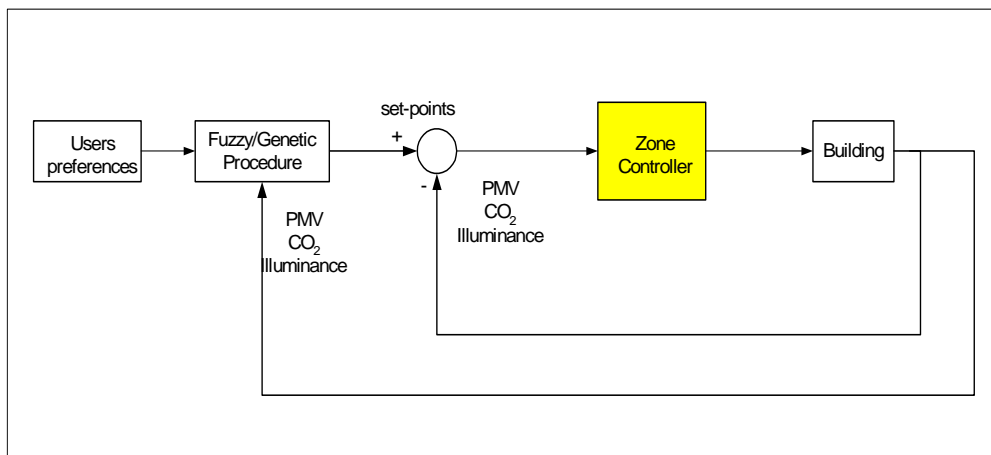 set-points
Users
preferences
Fuzzy/Genetic
Procedure
+
-
Zone
Controller
Building
PMV
CO₂
Illuminance
PMV
CO₂
Illuminance